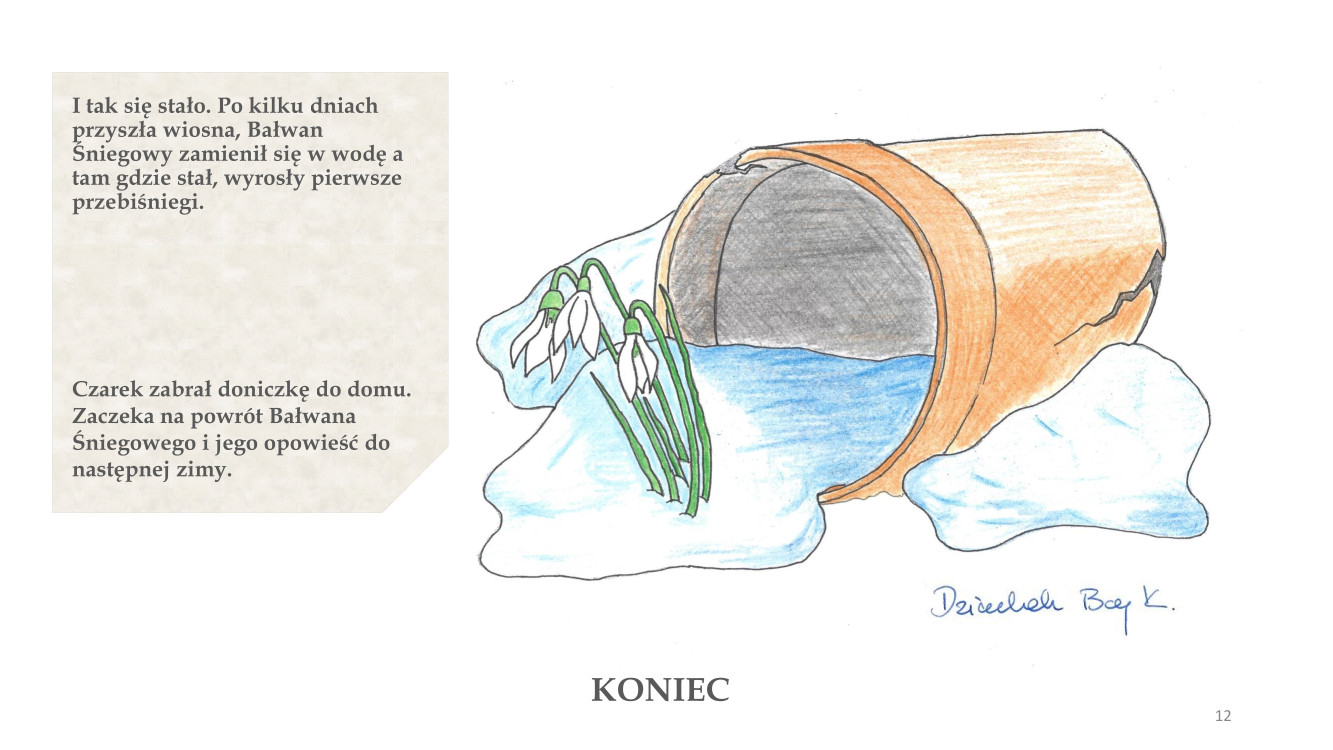 I tak się stało. Po kilku dniach
przyszła wiosna, Bałwan
Śniegowy zamienił się w wodę a
tam gdzie stał, wyrosły pierwsze
przebiśniegi.
Czarek zabrał doniczkę do domu.
Zaczeka na powrót Bałwana
Śniegowego i jego opowieść do
następnej zimy.
K.
KONIEC
12